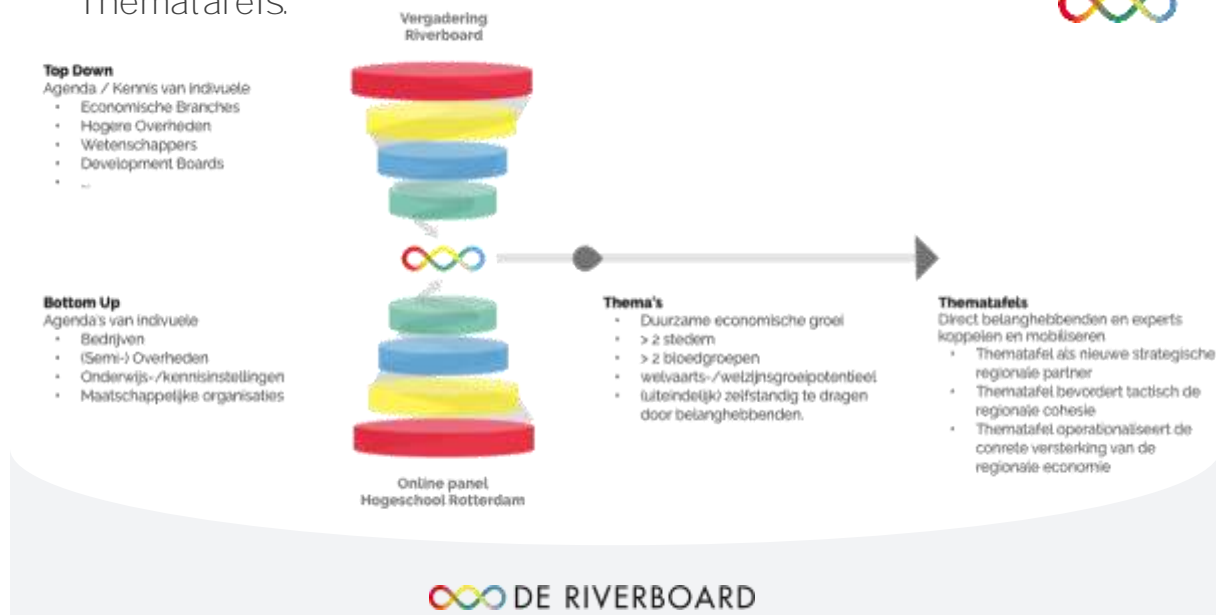 Thematafels.
Vergadering
Riverboard
Top Down
Agenda / Kennis van indivuele
• Economische Branches
• Hogere Overheden
• Wetenschappers
• Development Boards
• ...
Bottom Up
Agenda's van indivuele
• Bedrijven
• (Semi-) Overheden
• Onderwijs-/kennisinstellingen
• Maatschappelijke organisaties
Online panel
Hogeschool Rotterdam
Thema's
• Duurzame economische groei
• > 2 stedem
• > 2 bloedgroepen
• welvaarts-/welzijnsgroeipotentieel
• (uiteindelijk) zelfstandig te dragen
door belanghebbenden.
Thematafels
Direct belanghebbenden en experts
koppelen en mobiliseren
• Thematafel als nieuwe strategische
regionale partner
• Thematafel bevordert tactisch de
regionale cohesie
• Thematafel operationaliseert de
conrete versterking van de
regionale economie
DE RIVERBOARD